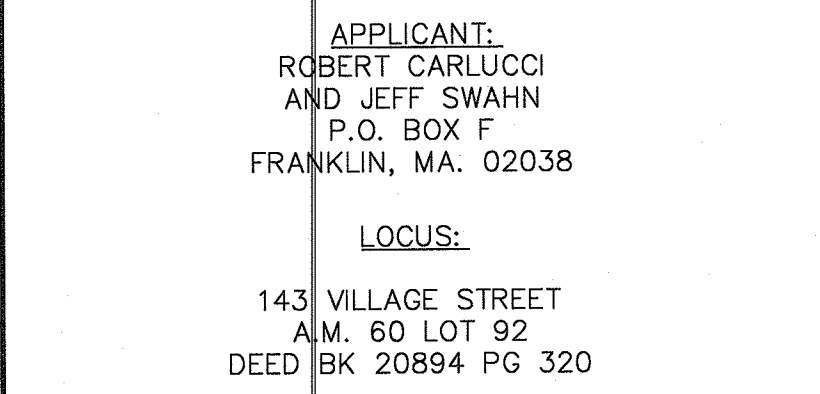 APPLICANT:
ROBERT CARLUCCI
AND JEFF SWAHN
P.O. BOX F
FRANKLIN, MA. 02038
LOCUS:
143 VILLAGE STREET
A.M. 60 LOT 92
DEED BK 20894 PG 320